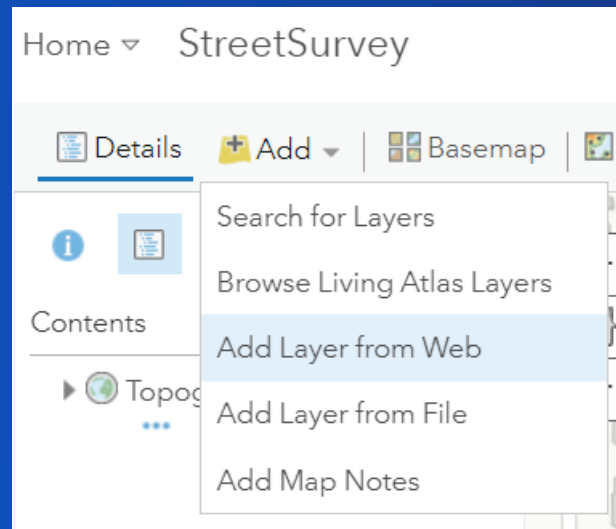 Home StreetSurvey
Details Add Basemap
Search for Layers
Browse Living Atlas Layers
Contents
Add Layer from Web
Topog
Add Layer from File
Add Map Notes